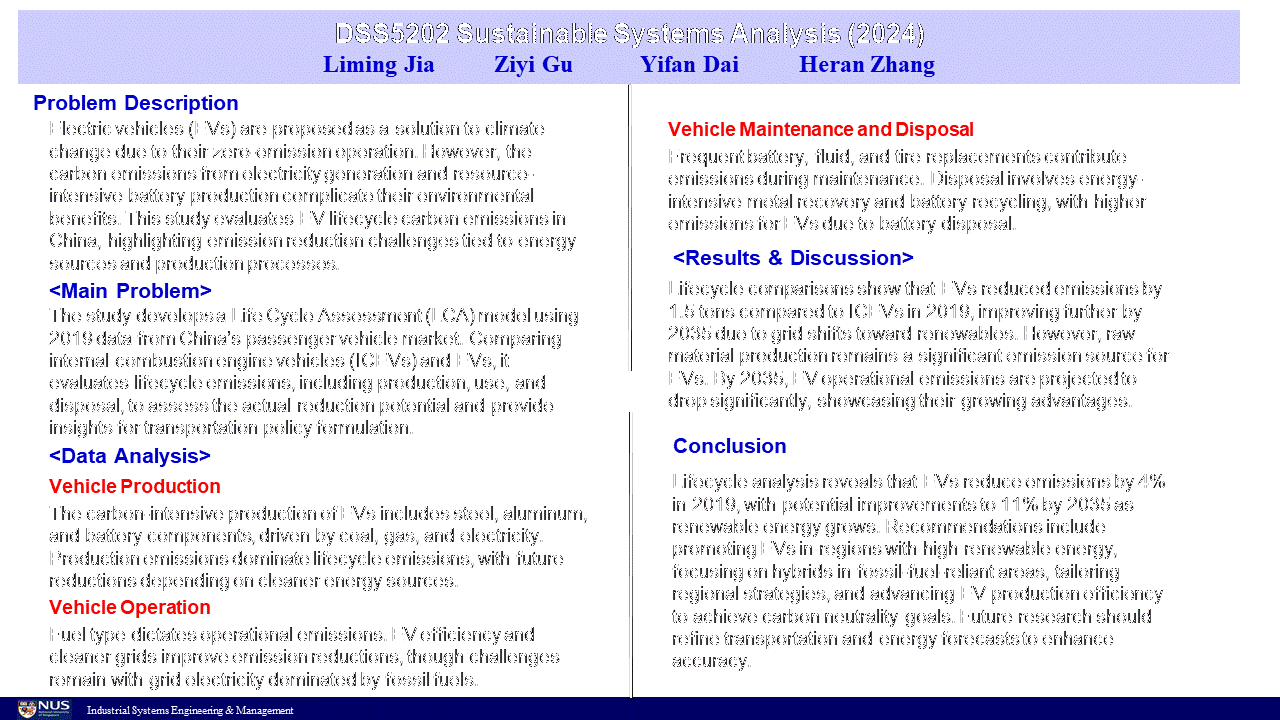 DSS5202 Sustainable Systems Analysis (2024)
Liming Jia Ziyi Gu Yifan Dai Heran Zhang
Problem Description
Electric vehicles (EVs) are proposed as a solution to climate
change due to their zero-emission operation. However, the
carbon emissions from electricity generation and resource-
intensive battery production complicate their environmental
benefits. This study evaluates EV lifecycle carbon emissions in
China, highlighting emission reduction challenges tied to energy
sources and production processes.
<Main Problem>
The study develops a Life Cycle Assessment (LCA) model using
2019 data from China's passenger vehicle market. Comparing
internal combustion engine vehicles (ICEVs) and EVs, it
evaluates lifecycle emissions, including production, use, and
disposal, to assess the actual reduction potential and provide
insights for transportation policy formulation.
<Data Analysis>
Vehicle Production
The carbon-intensive production of EVs includes steel, aluminum,
and battery components, driven by coal, gas, and electricity.
Production emissions dominate lifecycle emissions, with future
reductions depending on cleaner energy sources.
Vehicle Operation
Fuel type dictates operational emissions. EV efficiency and
cleaner grids improve emission reductions, though challenges
remain with grid electricity dominated by fossil fuels.
Vehicle Maintenance and Disposal
Frequent battery, fluid, and tire replacements contribute
emissions during maintenance. Disposal involves energy-
intensive metal recovery and battery recycling, with higher
emissions for EVs due to battery disposal.
<Results & Discussion>
Lifecycle comparisons show that EVs reduced emissions by
1.5 tons compared to ICEVs in 2019, improving further by
2035 due to grid shifts toward renewables. However, raw
material production remains a significant emission source for
EVs. By 2035, EV operational emissions are projected to
drop significantly, showcasing their growing advantages.
Conclusion
Lifecycle analysis reveals that EVs reduce emissions by 4%
in 2019, with potential improvements to 11% by 2035 as
renewable energy grows. Recommendations include
promoting EVs in regions with high renewable energy,
focusing on hybrids in fossil-fuel-reliant areas, tailoring
regional strategies, and advancing EV production efficiency
to achieve carbon neutrality goals. Future research should
refine transportation and energy forecasts to enhance
accuracy.
NUS
Industrial Systems Engineering & Management